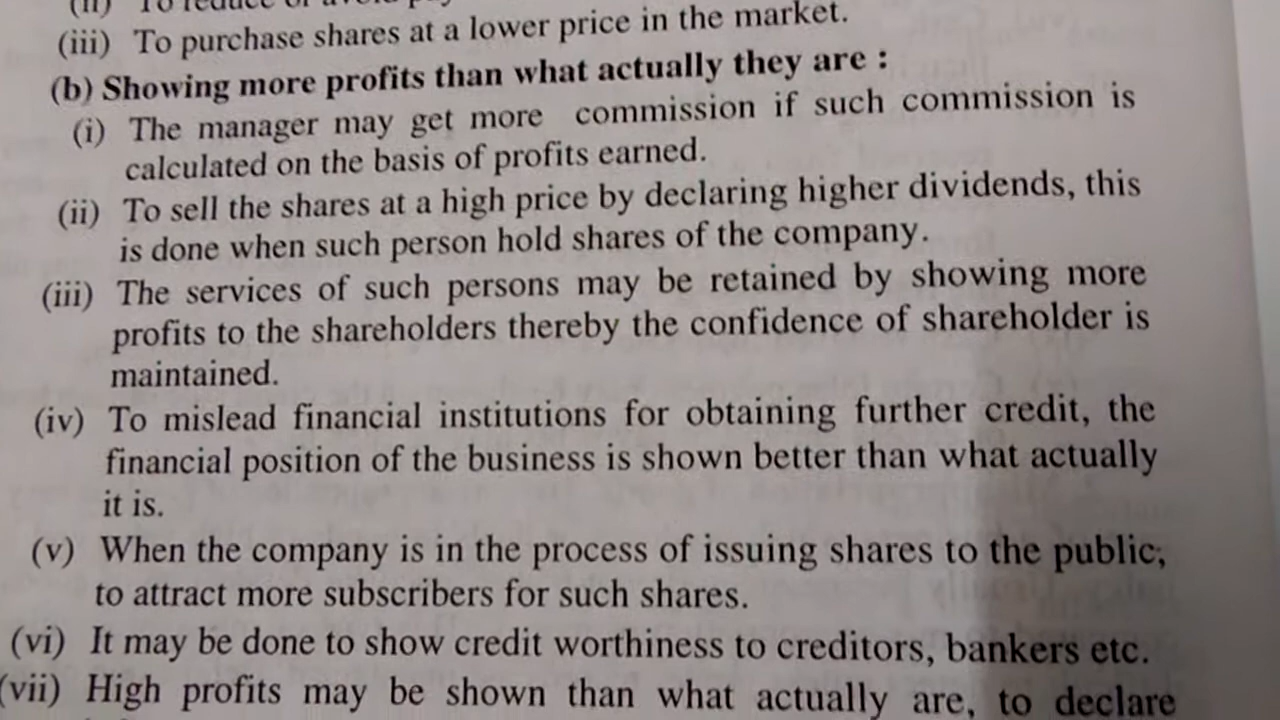 (iii) To purchase shares at a lower price in the market.
(b) Showing more profits than what actually they are :
(i) The manager may get more commission if such commission is
calculated on the basis of profits earned.
(ii) To sell the shares at a high price by declaring higher dividends, this
is done when such person hold shares of the company.
(iii) The services of such persons may be retained by showing more
profits to the shareholders thereby the confidence of shareholder is
maintained.
(iv) To mislead financial institutions for obtaining further credit, the
financial position of the business is shown better than what actually
it is.
(v) When the company is in the process of issuing shares to the public,
to attract more subscribers for such shares.
(vi) It may be done to show credit worthiness to creditors, bankers etc.
(vii) High profits may be shown than what actually are, to declare